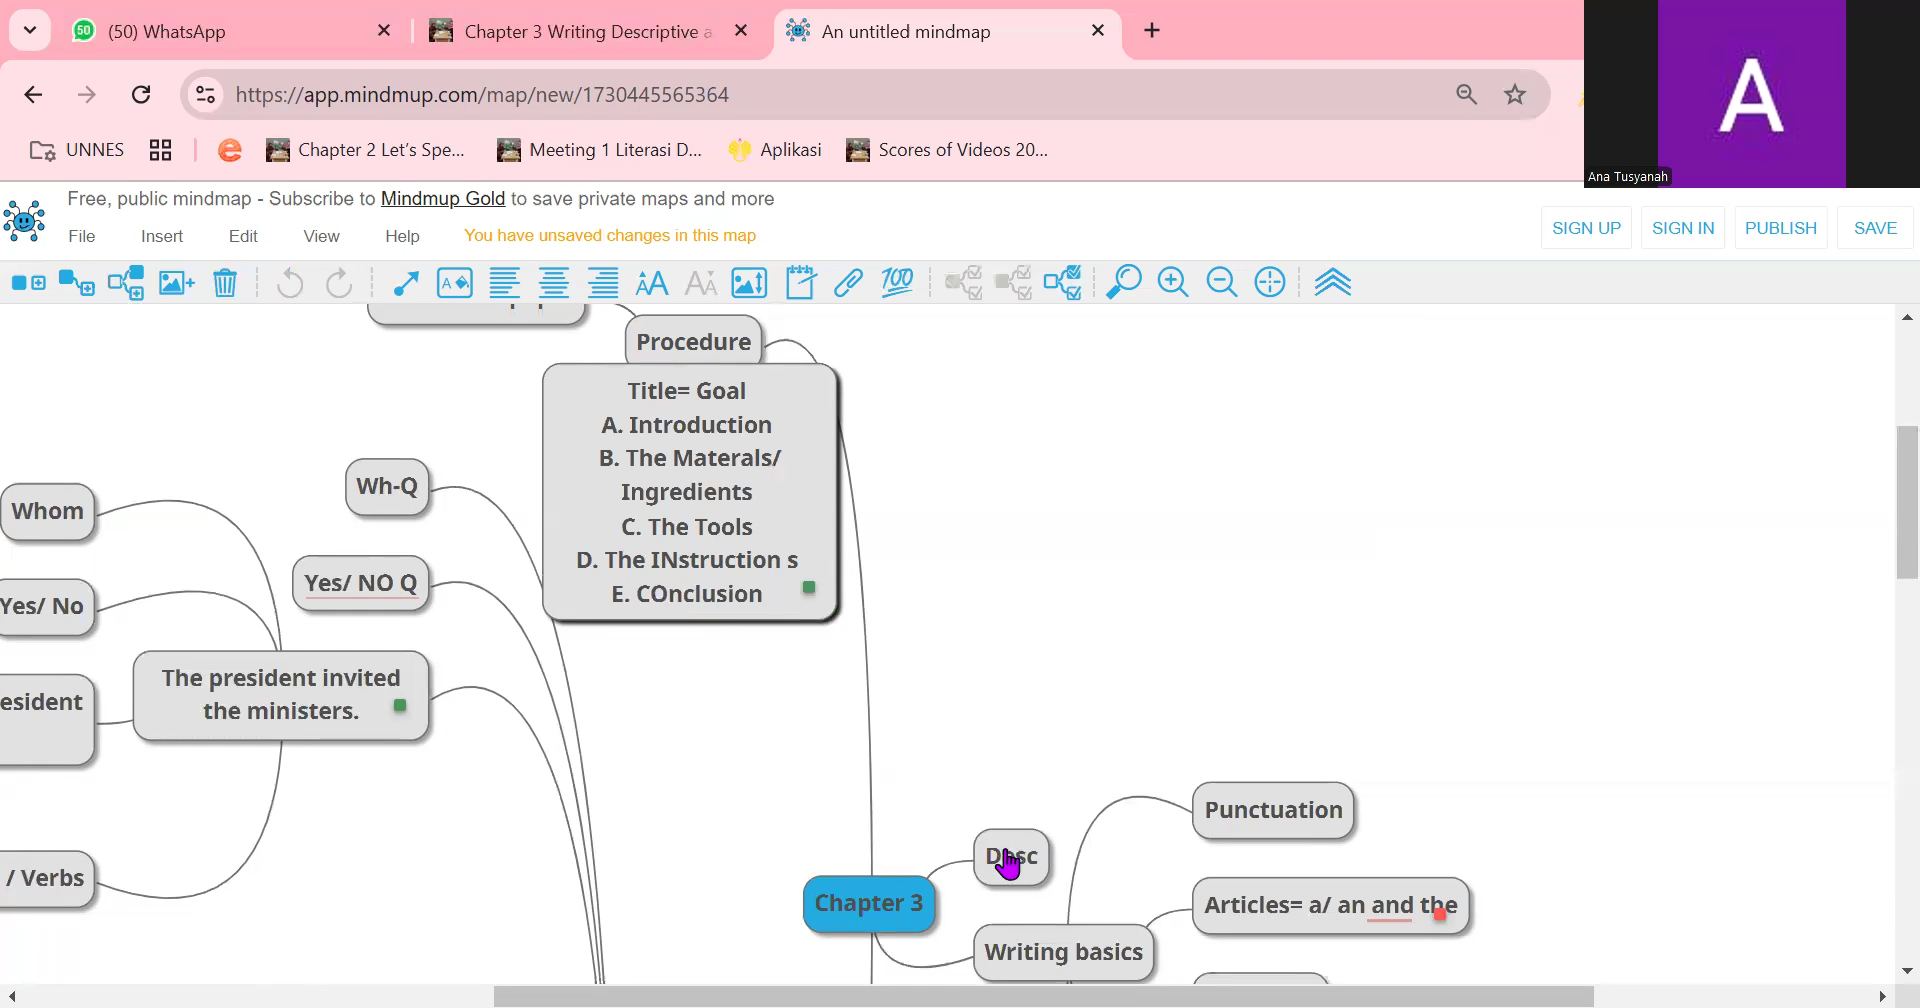 50
(50) WhatsApp
Chapter 3 Writing Descriptive a
An untitled mindmap
https://app.mindmup.com/map/new/1730445565364
UNNES
Chapter 2 Let's Spe...
Meeting 1 Literasi D...
Aplikasi
Scores of Videos 20...
A
Ana Tusyanah
Free, public mindmap - Subscribe to Mindmup Gold to save private maps and more
File Insert Edit View Help You have unsaved changes in this map
SIGN UP SIGN IN PUBLISH SAVE
100
Procedure
Title= Goal
A. Introduction
B. The Materals/
Ingredients
C. The Tools
D. The INstruction s
E. COnclusion
Wh-Q
Whom
Yes/ NO Q
Yes/ No
The president invited
the ministers.
esident
/ Verbs
Punctuation
Desc
Chapter 3
Articles= a/ an and the
Writing basics